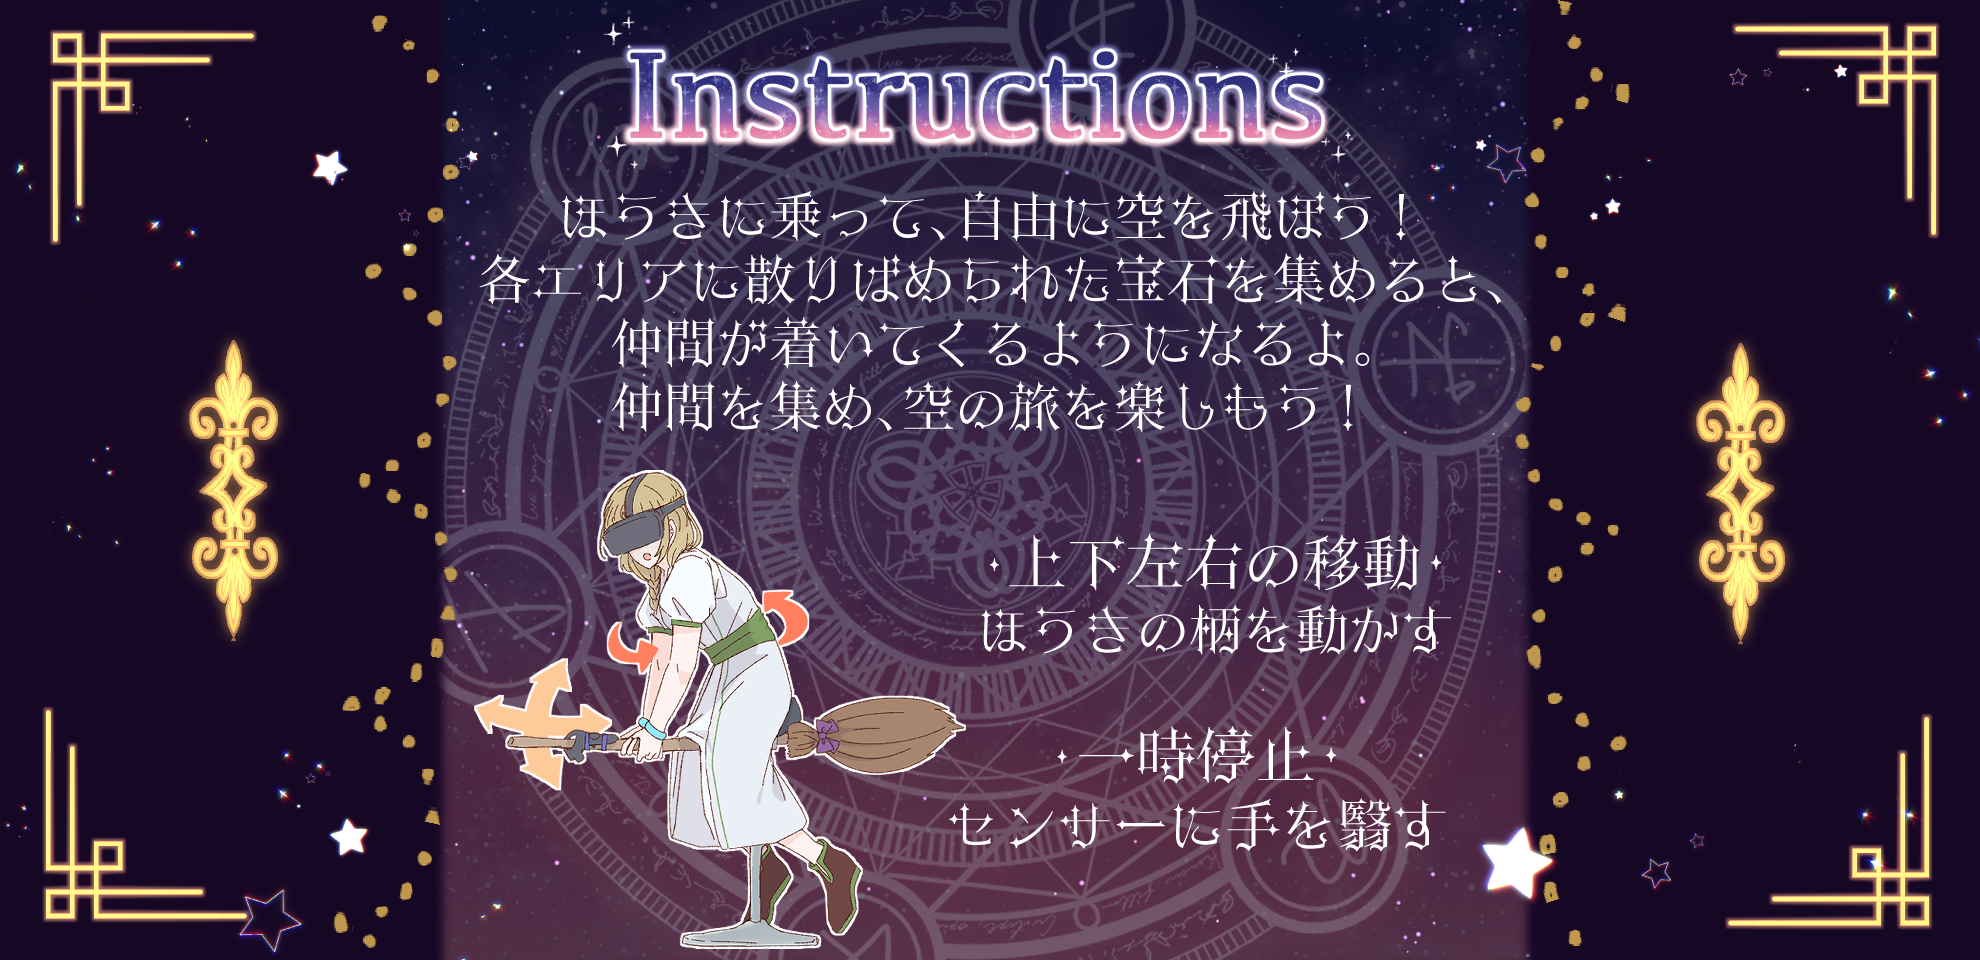 Instructions
ほうきに乗って、自由に空を飛ぼう！
各エリアに散りばめられた宝石を集めると、
仲間が着いてくるようになるよ。
仲間を集め、空の旅を楽しもう！
・上下左右の移動・
ほうきの柄を動かす
・一時停止・
センサーに手を翳す